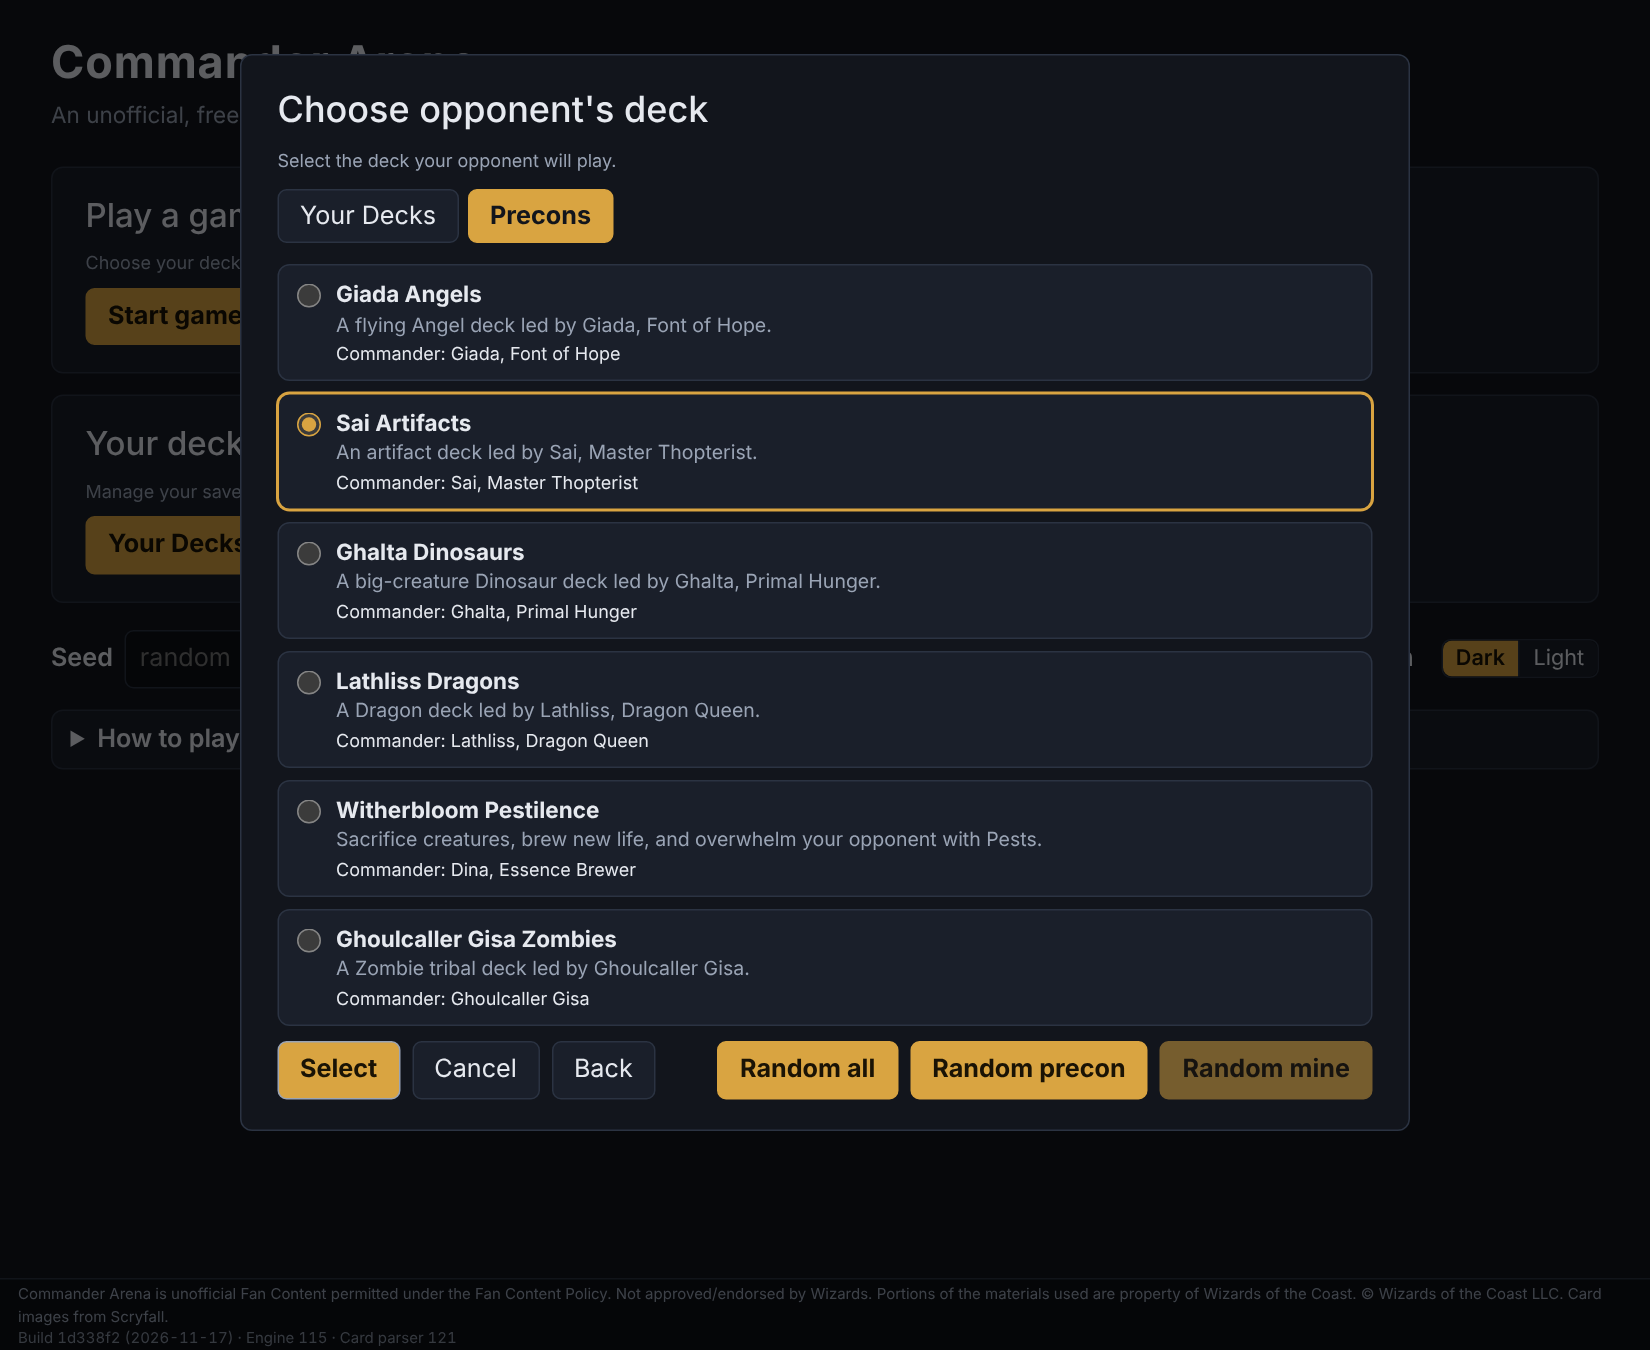 Comman
An unofficial, free
Choose opponent's deck
Select the deck your opponent will play.
Your Decks
Precons
Play a gar
Choose your deck
Start game
Giada Angels
A flying Angel deck led by Giada, Font of Hope.
Commander: Giada, Font of Hope
Sai Artifacts
An artifact deck led by Sai, Master Thopterist.
Commander: Sai, Master Thopterist
Your deck
Manage your save
Your Decks
Ghalta Dinosaurs
A big-creature Dinosaur deck led by Ghalta, Primal Hunger.
Commander: Ghalta, Primal Hunger
Seed
random
Dark
Light
Lathliss Dragons
A Dragon deck led by Lathliss, Dragon Queen.
Commander: Lathliss, Dragon Queen
▶ How to play
Witherbloom Pestilence
Sacrifice creatures, brew new life, and overwhelm your opponent with Pests.
Commander: Dina, Essence Brewer
Ghoulcaller Gisa Zombies
A Zombie tribal deck led by Ghoulcaller Gisa.
Commander: Ghoulcaller Gisa
Select
Cancel
Back
Random all
Random precon
Random mine
Commander Arena is unofficial Fan Content permitted under the Fan Content Policy. Not approved/endorsed by Wizards. Portions of the materials used are property of Wizards of the Coast. © Wizards of the Coast LLC. Card
images from Scryfall.
Build 1d338f2 (2026-11-17) · Engine 115 · Card parser 121